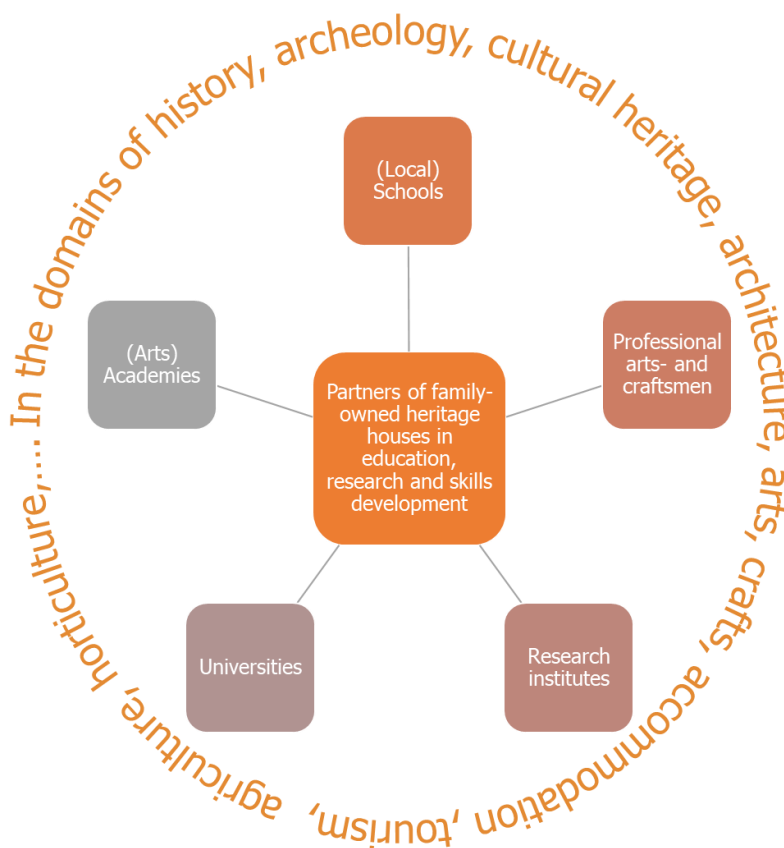 In the domains of history, archeology, cultural heritage, architecture, arts, crafts, accommodation ,tourism, agriculture, horticulture,....
(Local)
Schools
Professional
arts- and
craftsmen
Research
institutes
Universities
(Arts)
Academies
Partners of family-
owned heritage
houses in
education,
research and skills
development